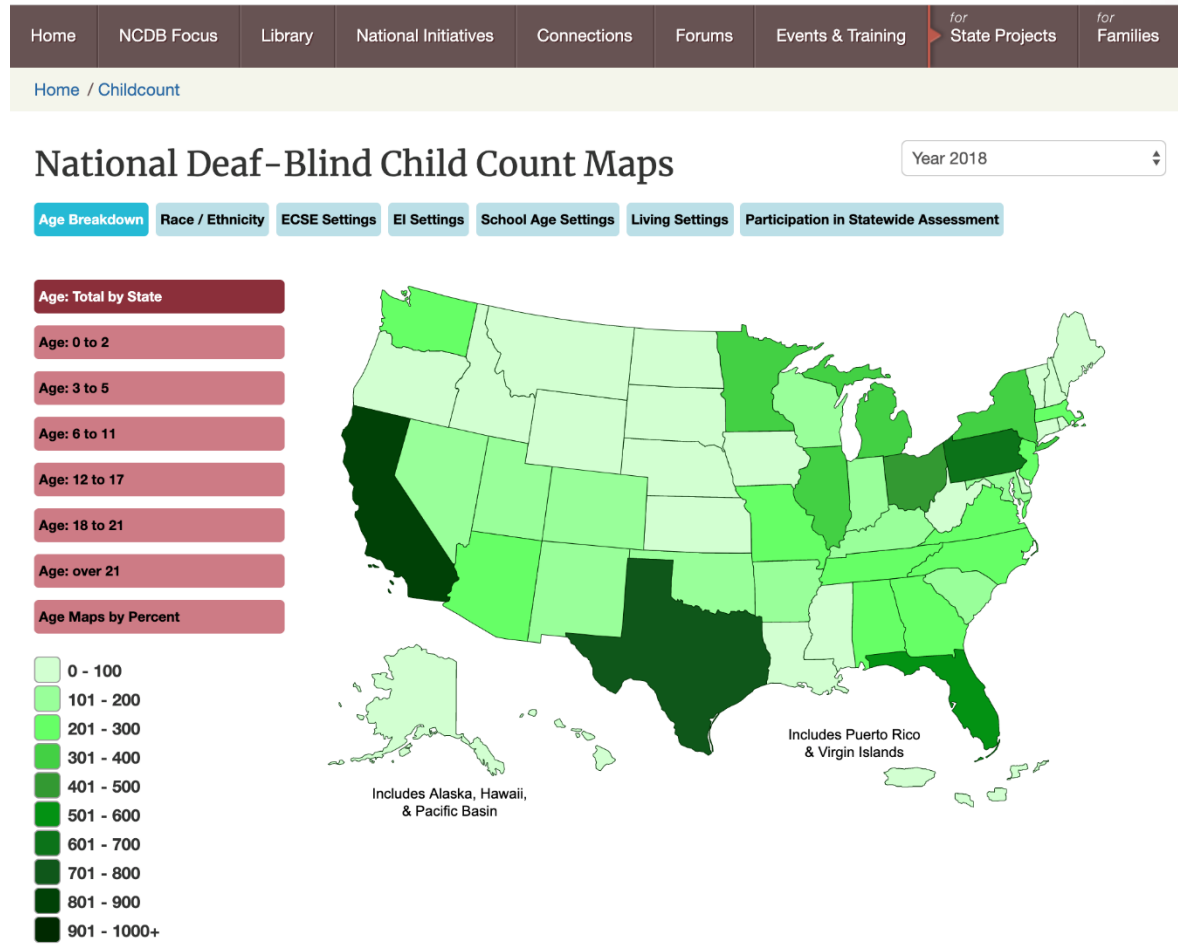 Home NCDB Focus Library National Initiatives Connections Forums Events & Training for State Projects for Families
Home / Childcount
National Deaf-Blind Child Count Maps
Year 2018
Age Breakdown Race / Ethnicity ECSE Settings EI Settings School Age Settings Living Settings Participation in Statewide Assessment
Age: Total by State
Age: 0 to 2
Age: 3 to 5
Age: 6 to 11
Age: 12 to 17
Age: 18 to 21
Age: over 21
Age Maps by Percent
0 - 100
101 - 200
201 - 300
301 - 400
401 - 500
501 - 600
601 - 700
701 - 800
801 - 900
901 - 1000+
Includes Alaska, Hawaii,
& Pacific Basin
Includes Puerto Rico
& Virgin Islands